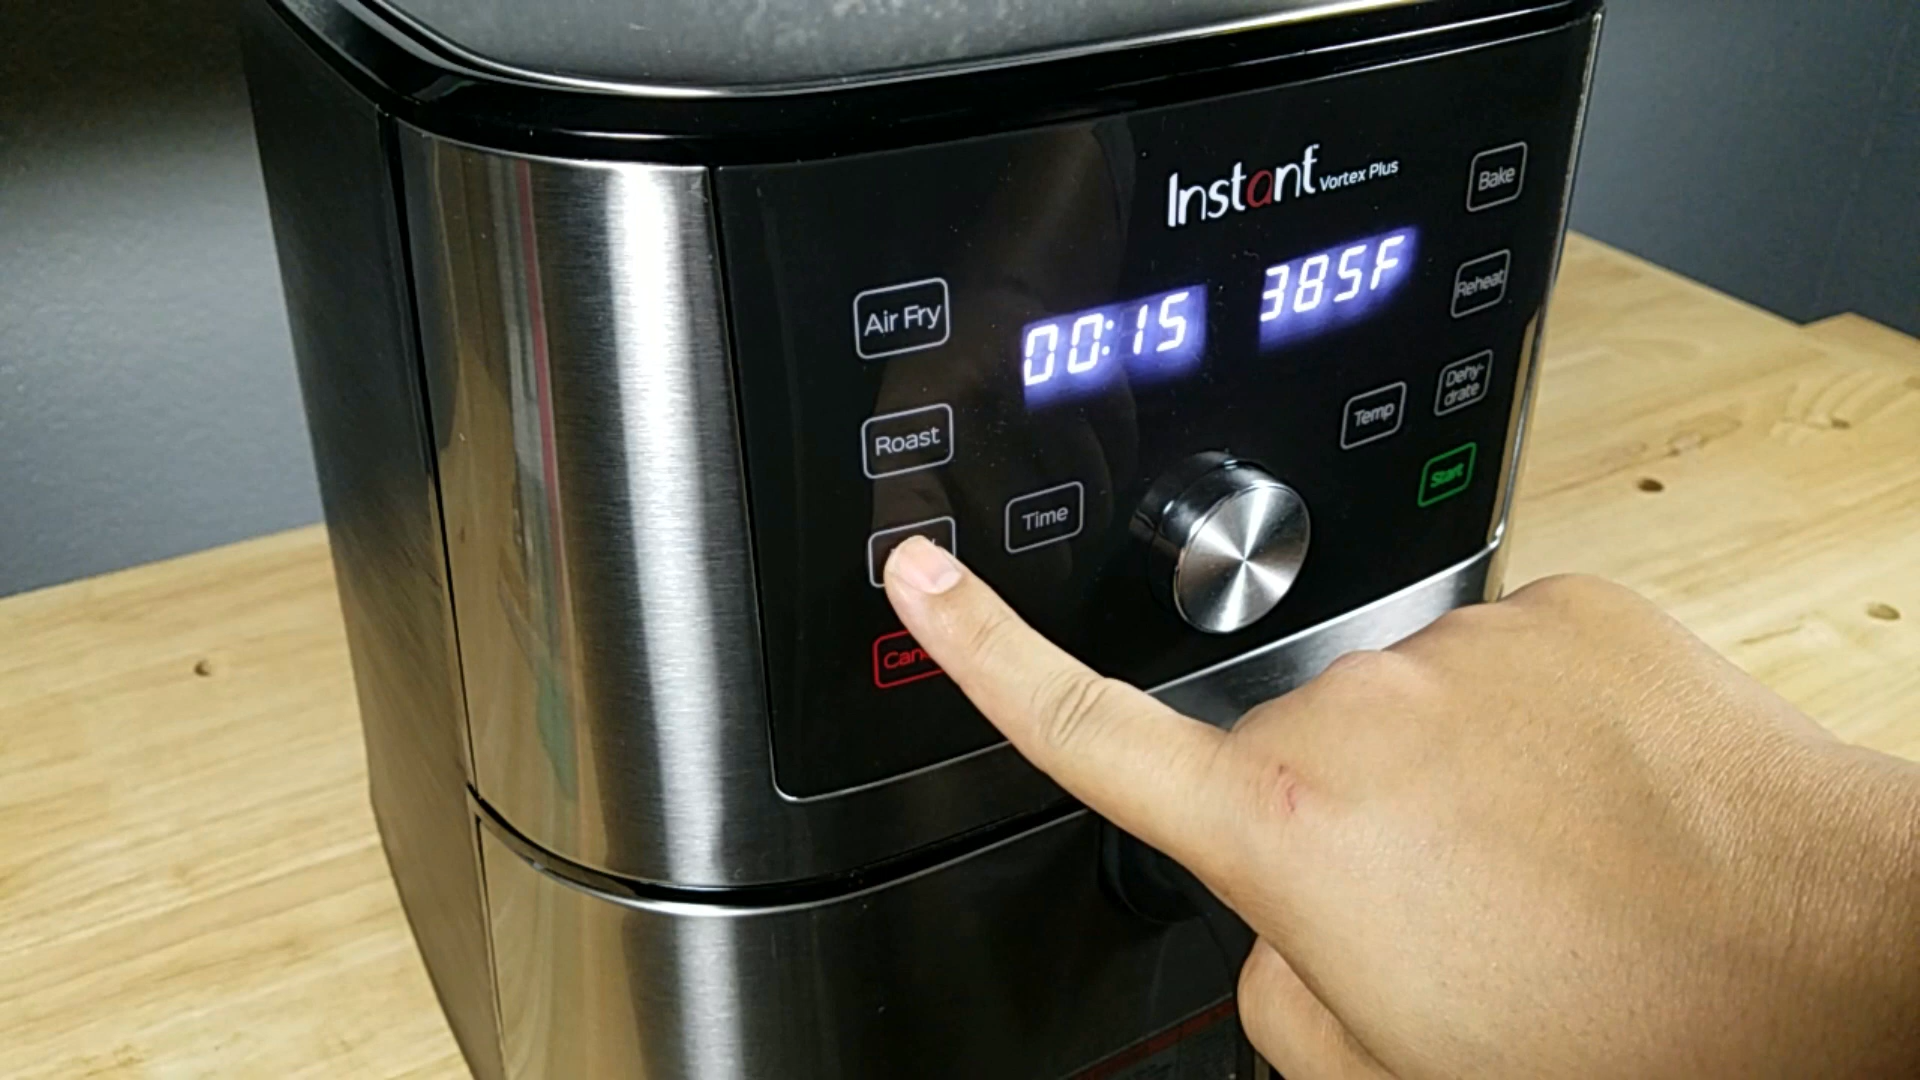 Instant Vortex Plus
Bake
Air Fry
00:15
385F
Reheat
Roast
Temp
Dehy-
drate
Time
Start